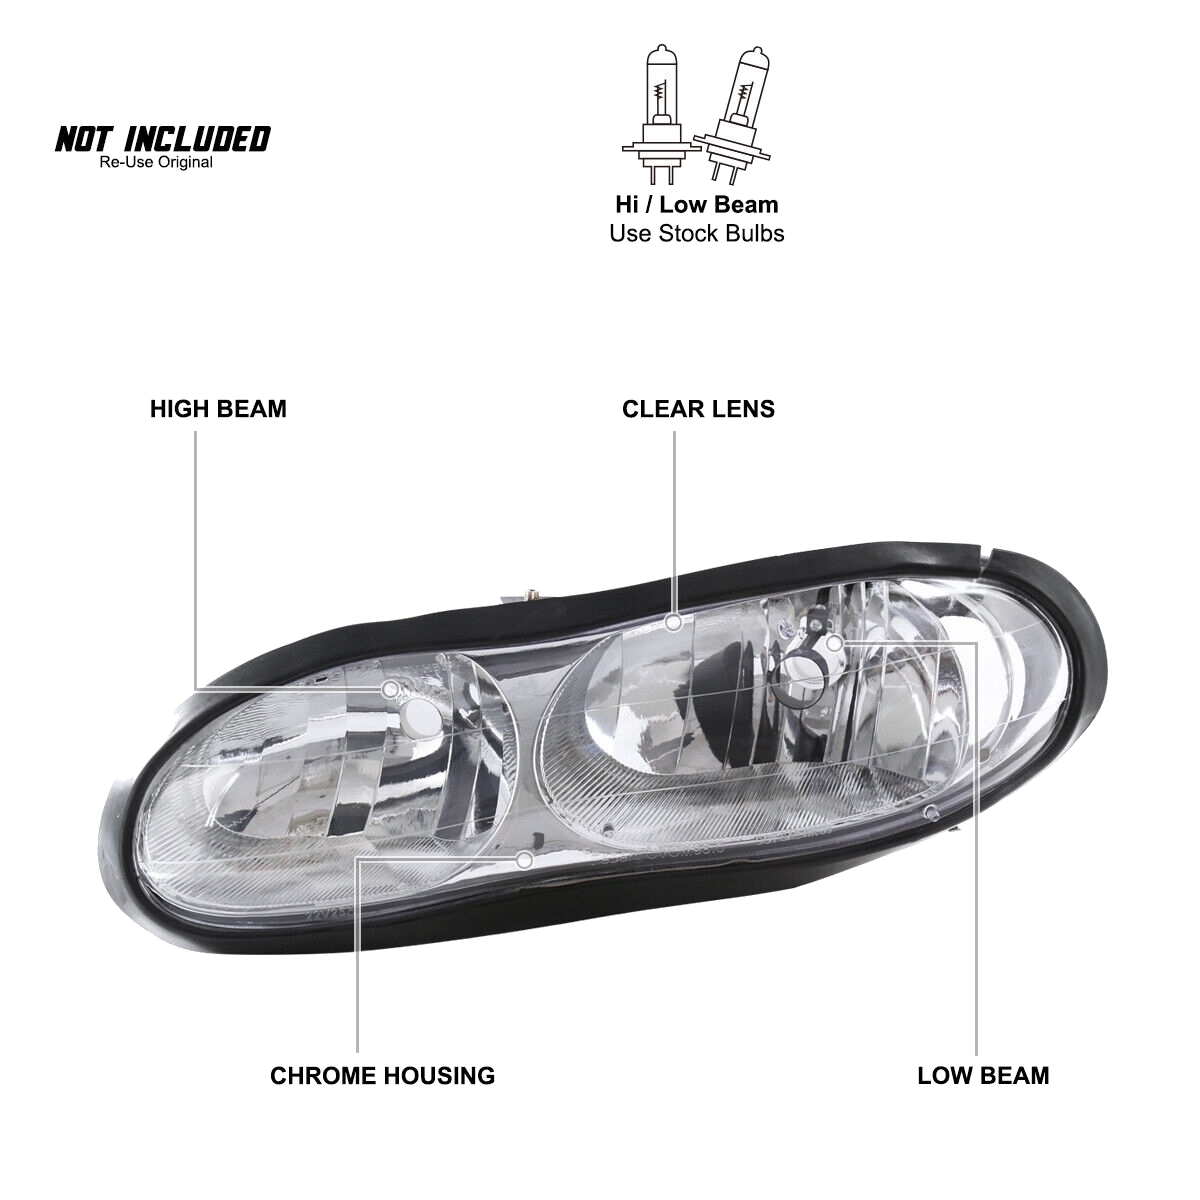 NOT INCLUDED
Re-Use Original
Hi / Low Beam
Use Stock Bulbs
HIGH BEAM
CLEAR LENS
CHROME HOUSING
LOW BEAM